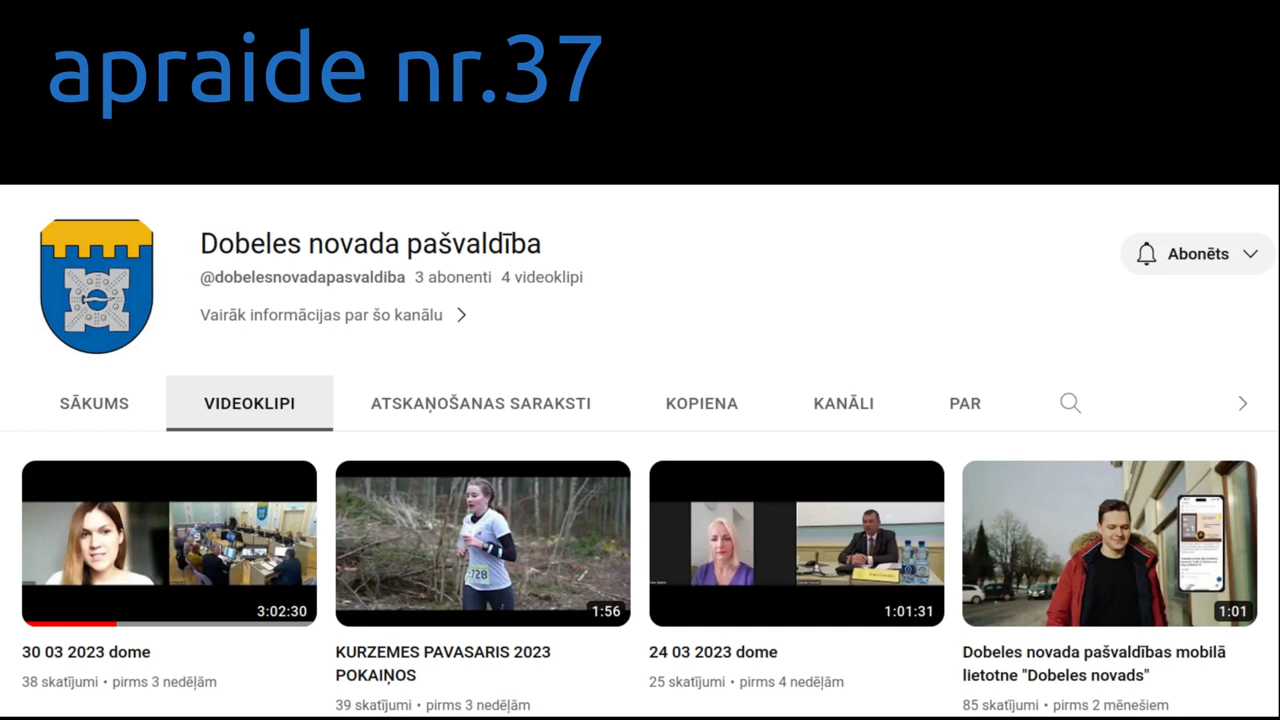 apraide nr.37
Dobeles novada pašvaldība
@dobelesnovadapasvaldiba 3 abonenti 4 videoklipi
Vairāk informācijas par šo kanālu
Abonēts
SĀKUMS VIDEOKLIPI ATSKAŅOŠANAS SARAKSTI KOPIENA KANĀLI PAR
3:02:30 1:56 1:01:31 1:01
30 03 2023 dome
38 skatījumi • pirms 3 nedēļām
KURZEMES PAVASARIS 2023
POKAIŅOS
39 skatījumi • pirms 3 nedēļām
24 03 2023 dome
25 skatījumi • pirms 4 nedēļām
Dobeles novada pašvaldības mobilā
lietotne "Dobeles novads"
85 skatījumi • pirms 2 mēnešiem